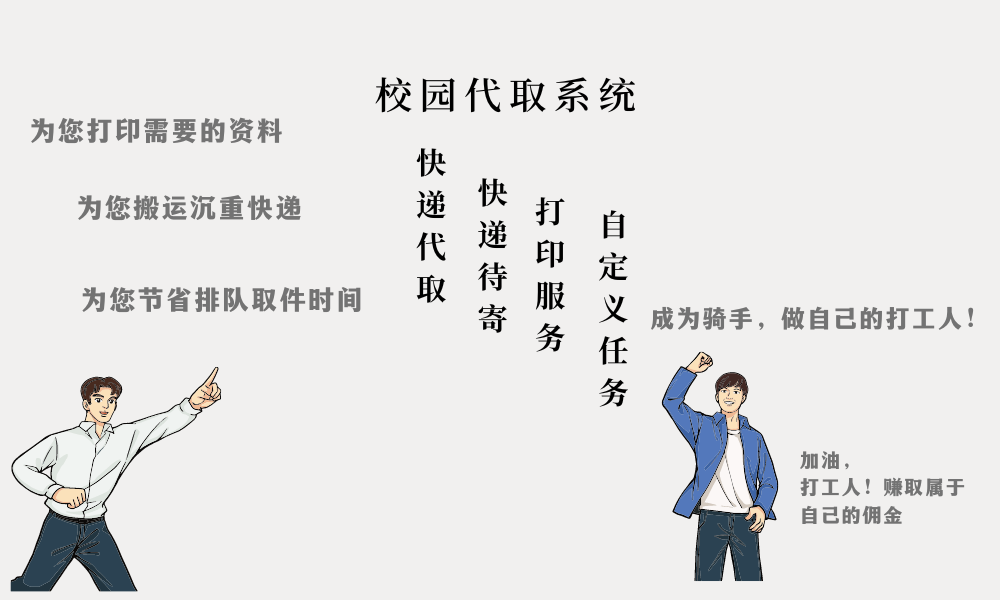 校园代取系统
为您打印需要的资料
为您搬运沉重快递
为您节省排队取件时间
快递代取
快递待寄
打印服务
自定义任务
成为骑手，做自己的打工人！
加油，
打工人！赚取属于
自己的佣金